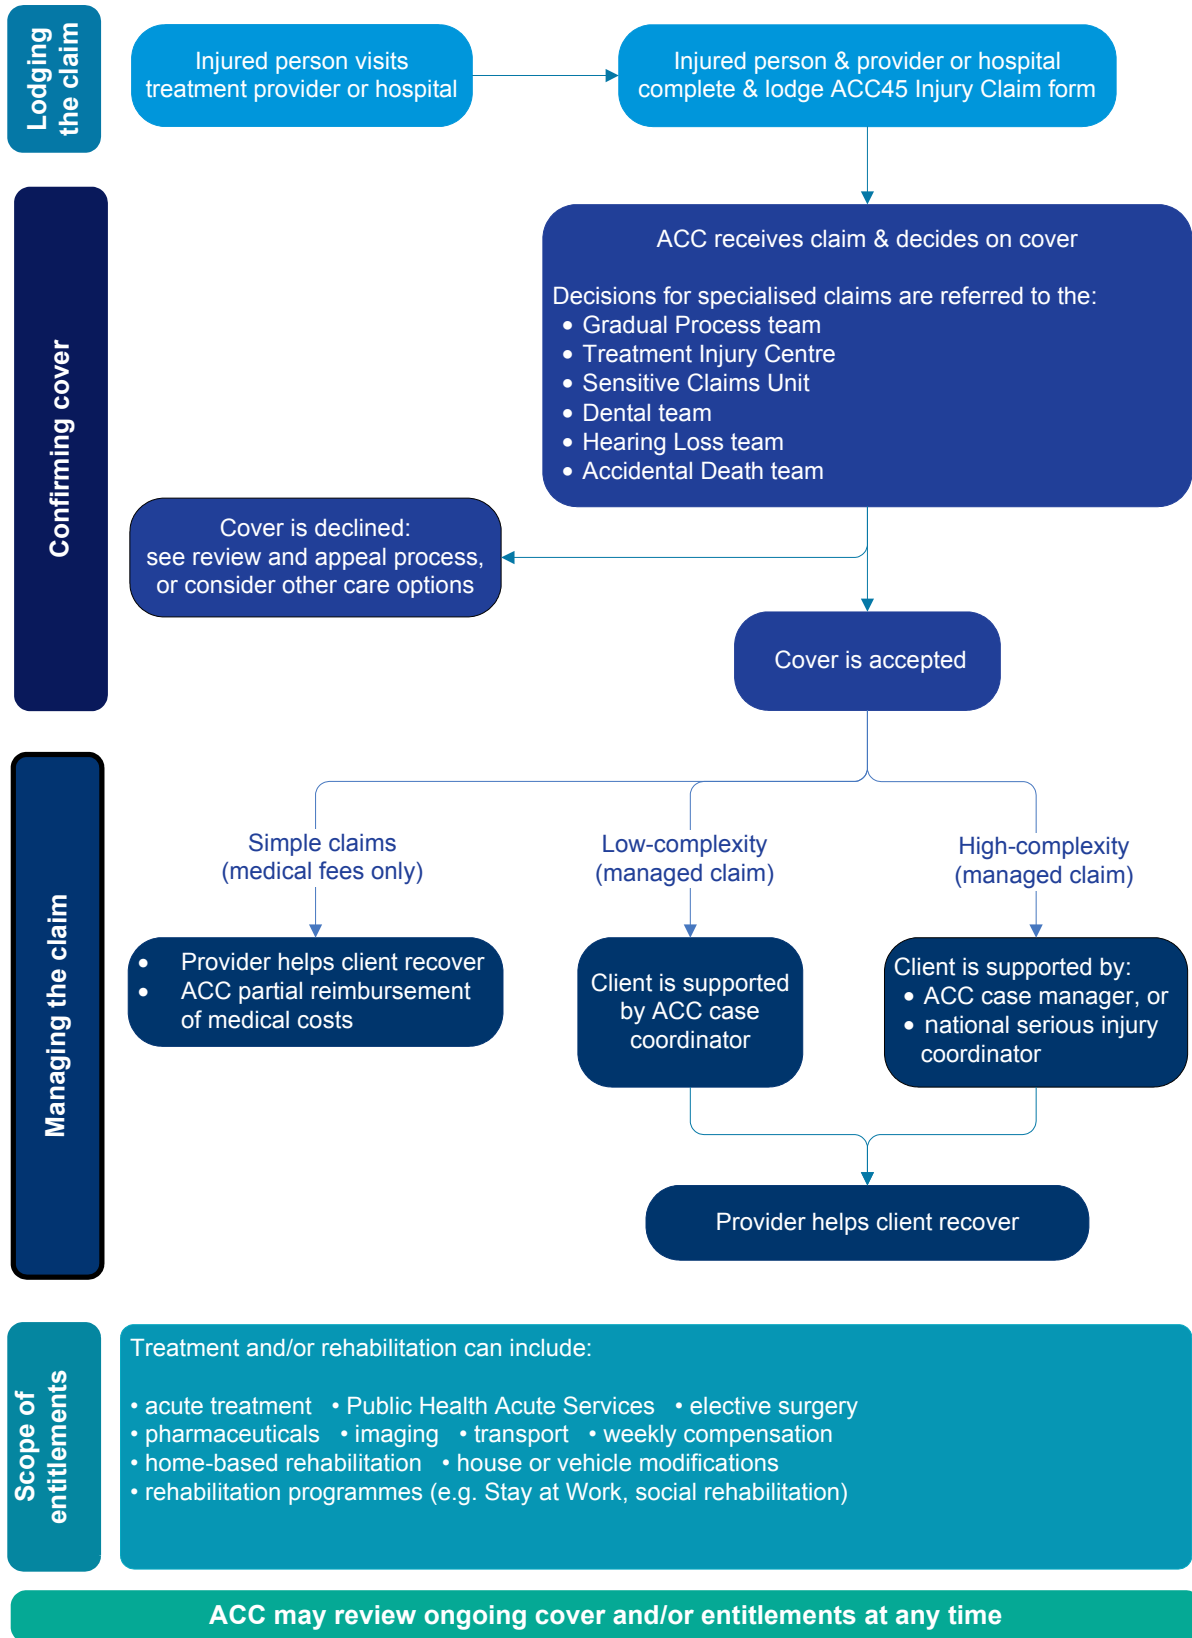 Lodging
the claim
Injured person visits
treatment provider or hospital
Injured person & provider or hospital
complete & lodge ACC45 Injury Claim form
Confirming cover
ACC receives claim & decides on cover
Decisions for specialised claims are referred to the:
• Gradual Process team
• Treatment Injury Centre
• Sensitive Claims Unit
• Dental team
• Hearing Loss team
• Accidental Death team
Cover is declined:
see review and appeal process,
or consider other care options
Cover is accepted
Managing the claim
Simple claims
(medical fees only)
Low-complexity
(managed claim)
High-complexity
(managed claim)
• Provider helps client recover
• ACC partial reimbursement
of medical costs
Client is supported
by ACC case
coordinator
Client is supported by:
• ACC case manager, or
• national serious injury
coordinator
Provider helps client recover
Scope of
entitlements
Treatment and/or rehabilitation can include:
• acute treatment • Public Health Acute Services • elective surgery
• pharmaceuticals • imaging • transport • weekly compensation
• home-based rehabilitation • house or vehicle modifications
• rehabilitation programmes (e.g. Stay at Work, social rehabilitation)
ACC may review ongoing cover and/or entitlements at any time